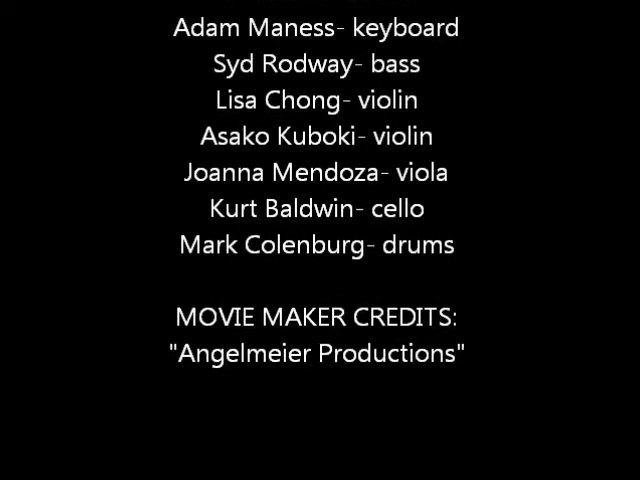 Adam Maness- keyboard
Syd Rodway- bass
Lisa Chong- violin
Asako Kuboki- violin
Joanna Mendoza- viola
Kurt Baldwin- cello
Mark Colenburg- drums
MOVIE MAKER CREDITS:
"Angelmeier Productions"